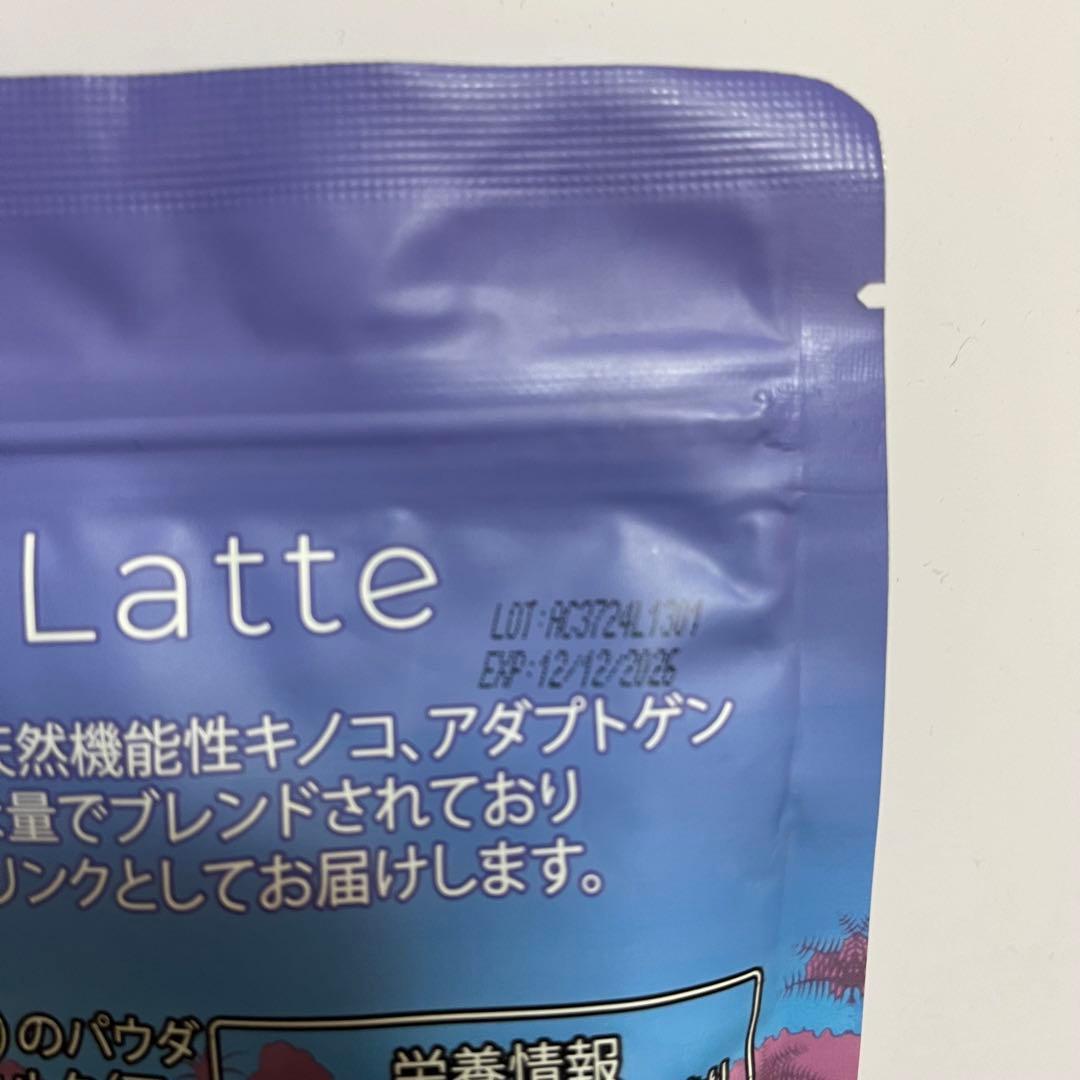 Latte
LOT:AC3724L1301
EXP:12/12/2026
天然機能性キノコ、アダプトゲン
量でブレンドされており
リンクとしてお届けします。
)のパウダ
栄養情報